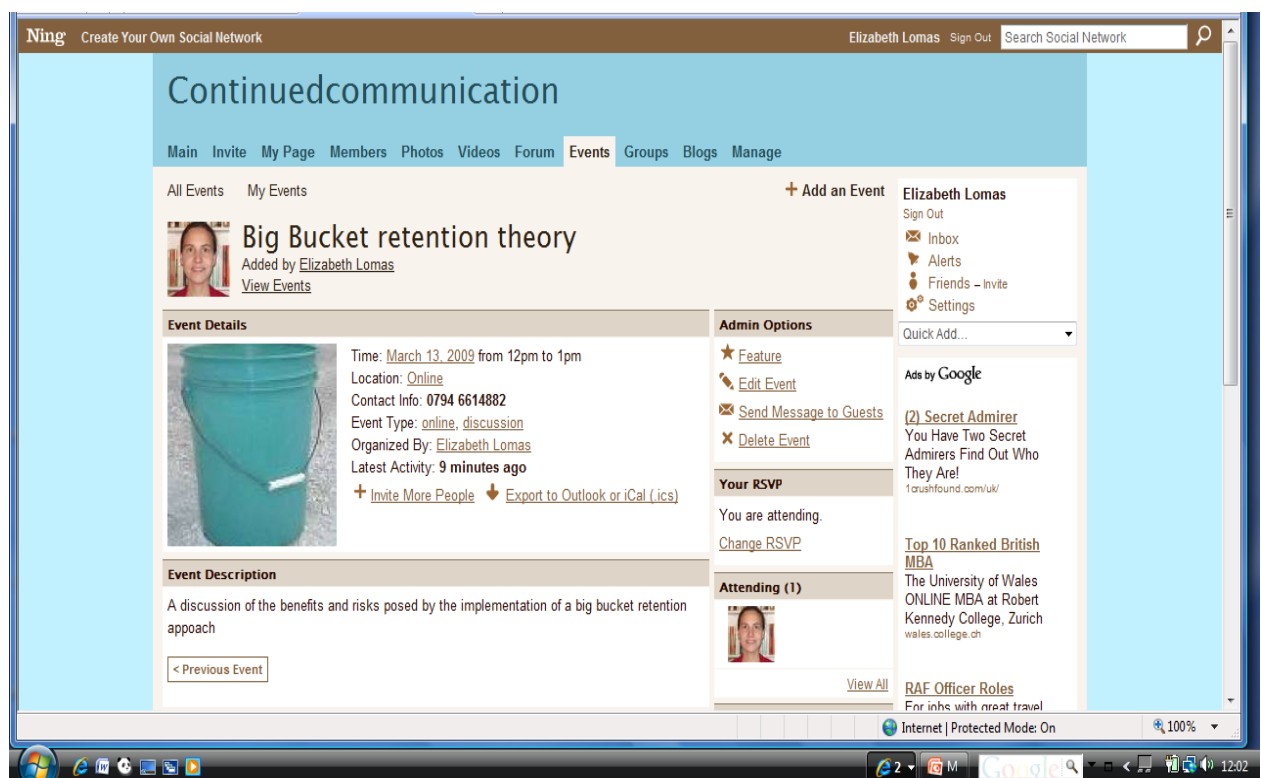 Ning Create Your Own Social Network
Elizabeth Lomas Sign Out Search Social Network
Continuedcommunication
Main Invite My Page Members Photos Videos Forum Events Groups Blogs Manage
All Events My Events
+ Add an Event
Big Bucket retention theory
Added by Elizabeth Lomas
View Events
Event Details
Time: March 13, 2009 from 12pm to 1pm
Location: Online
Contact Info: 0794 6614882
Event Type: online, discussion
Organized By: Elizabeth Lomas
Latest Activity: 9 minutes ago
+ Invite More People Export to Outlook or iCal (.ics)
Event Description
A discussion of the benefits and risks posed by the implementation of a big bucket retention
appoach
< Previous Event
Admin Options
Feature
Edit Event
Send Message to Guests
Delete Event
Your RSVP
You are attending.
Change RSVP
Attending (1)
View All
Elizabeth Lomas
Sign Out
Inbox
Alerts
Friends – Invite
Settings
Quick Add...
Ads by Google
(2) Secret Admirer
You Have Two Secret
Admirers Find Out Who
They Are!
1crushfound.com/uk/
Top 10 Ranked British
MBA
The University of Wales
ONLINE MBA at Robert
Kennedy College, Zurich
wales.college.ch
RAF Officer Roles
For jobs with great travel
Internet | Protected Mode: On
100%
2
M
Google
12:02